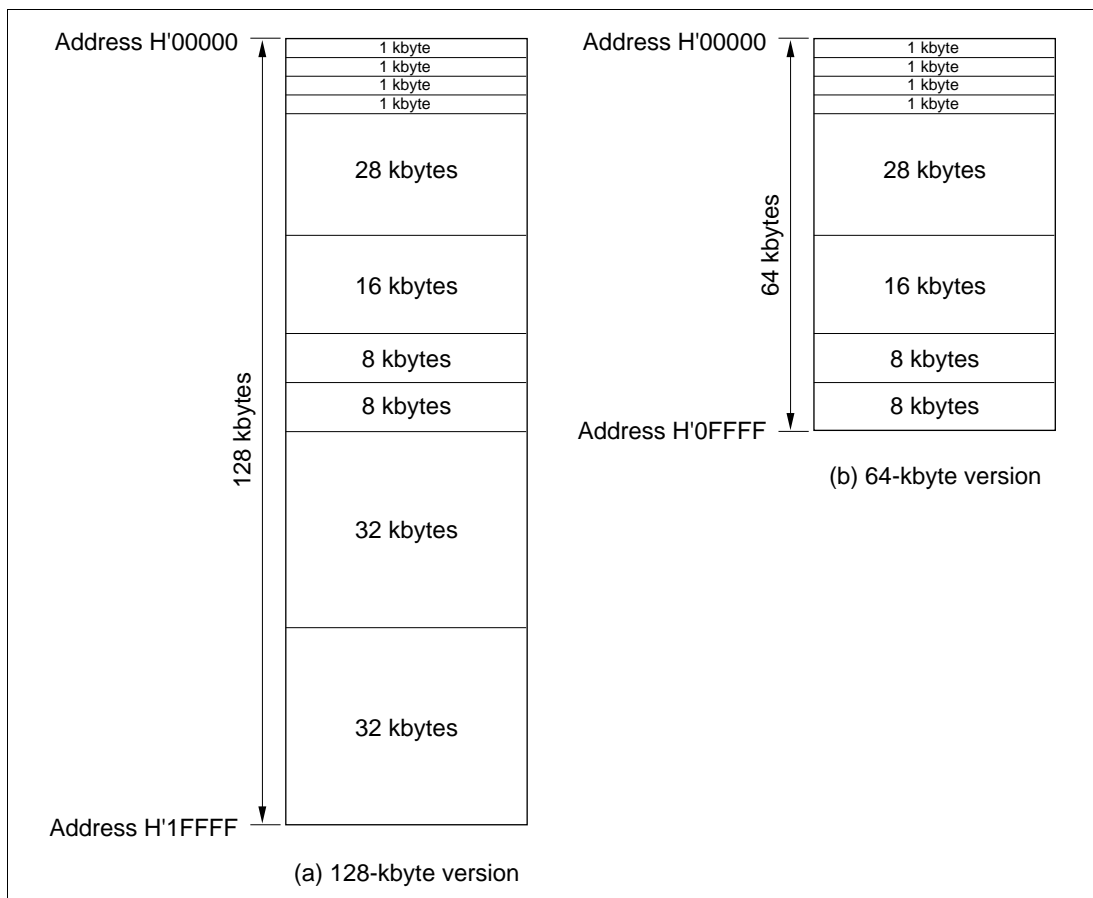 Address H'00000
1 kbyte
1 kbyte
1 kbyte
1 kbyte
28 kbytes
16 kbytes
8 kbytes
8 kbytes
32 kbytes
32 kbytes
128 kbytes
Address H'1FFFF
(a) 128-kbyte version
Address H'00000
1 kbyte
1 kbyte
1 kbyte
1 kbyte
28 kbytes
16 kbytes
8 kbytes
8 kbytes
64 kbytes
Address H'0FFFF
(b) 64-kbyte version